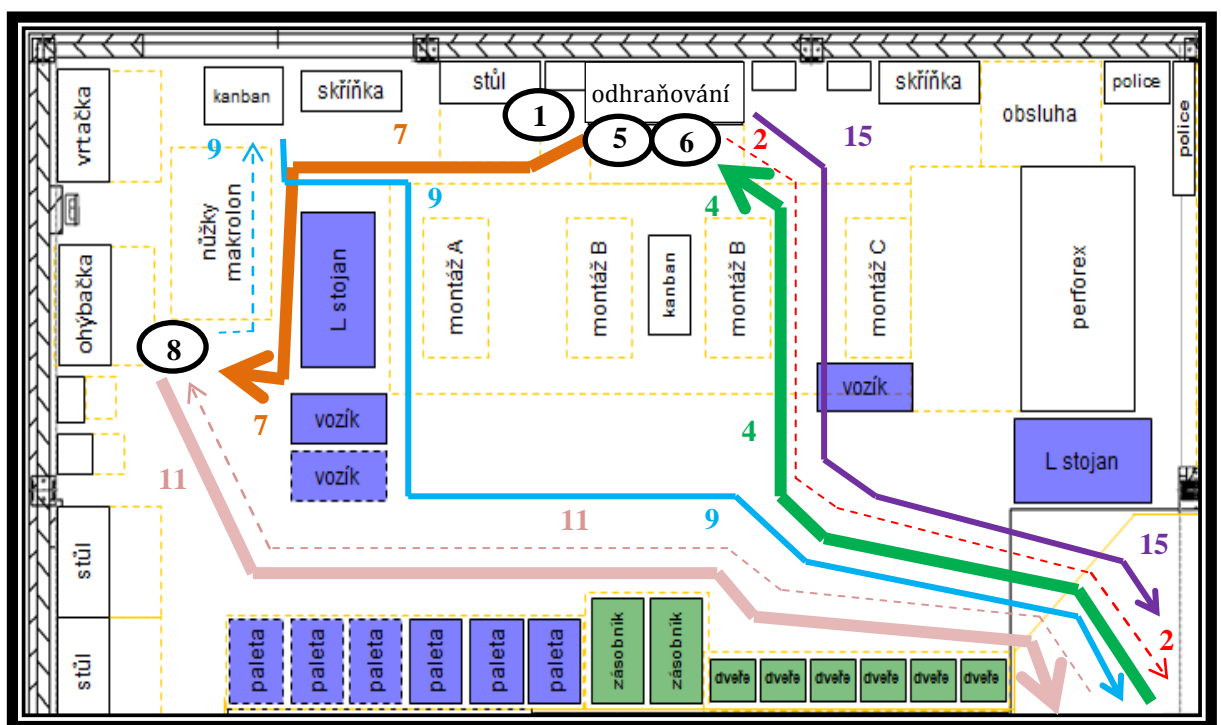 stůl
odhraňování
skříňka
police
skříňka
kanban
obsluha
police
vrtačka
1
5
6
2
15
7
9
9
4
nůžky
makrolon
L stojan
montáž A
montáž B
kanban
montáž B
montáž C
perforex
ohýbačka
8
vozík
7
vozík
4
11
vozík
L stojan
11
9
15
stůl
2
stůl
paleta
paleta
paleta
paleta
paleta
paleta
zásobník
zásobník
dveře
dveře
dveře
dveře
dveře
dveře